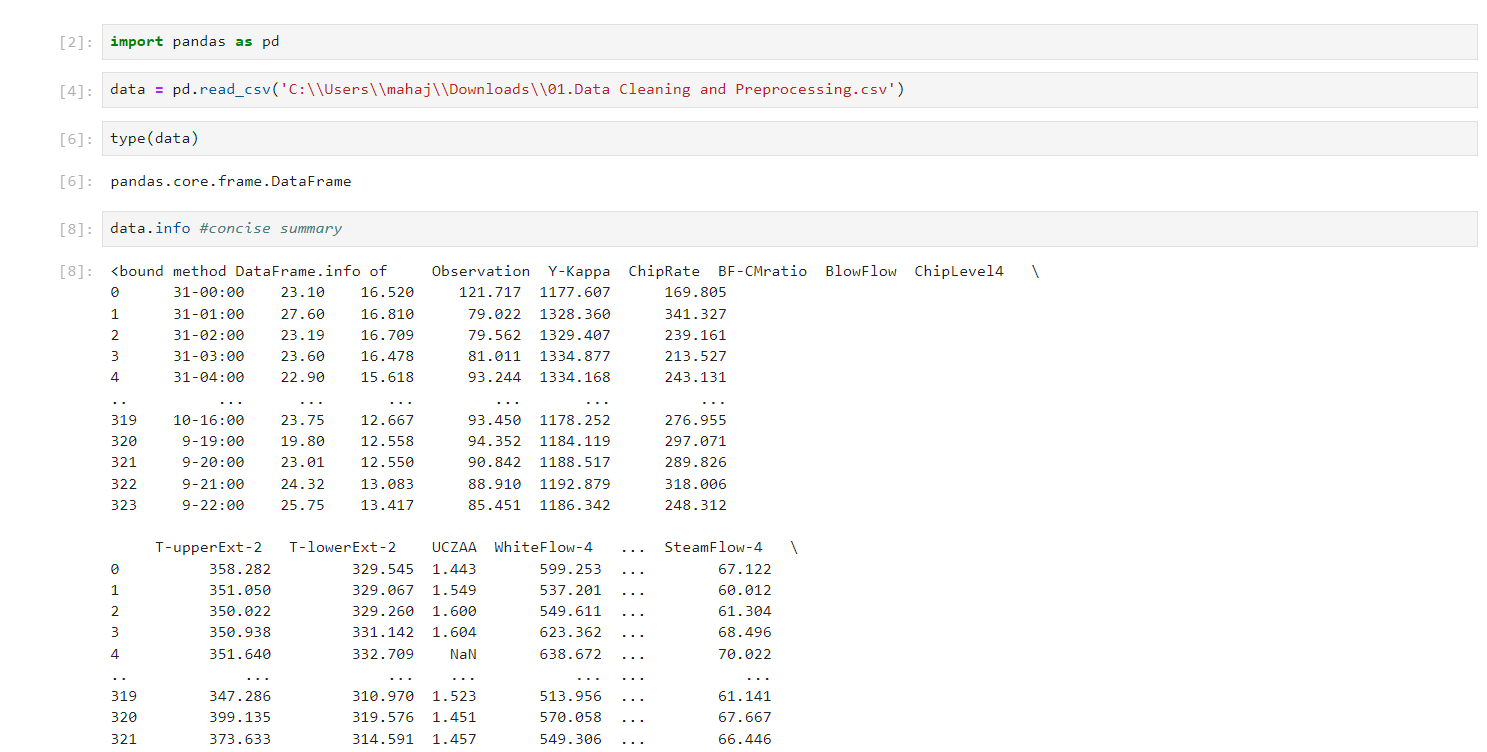 [2]: import pandas as pd
[4]: data = pd.read_csv('C:\\Users\\mahaj\\Downloads\\01.Data Cleaning and Preprocessing.csv')
[6]: type(data)
[6]: pandas.core.frame.DataFrame
[8]: data.info #concise summary
[8]: <bound method DataFrame.info of     Observation  Y-Kappa  ChipRate  BF-CMratio  BlowFlow  ChipLevel4   \
0      31-00:00    23.10    16.520     121.717  1177.607      169.805
1      31-01:00    27.60    16.810      79.022  1328.360      341.327
2      31-02:00    23.19    16.709      79.562  1329.407      239.161
3      31-03:00    23.60    16.478      81.011  1334.877      213.527
4      31-04:00    22.90    15.618      93.244  1334.168      243.131
..          ...      ...       ...         ...       ...          ...
319    10-16:00    23.75    12.667      93.450  1178.252      276.955
320     9-19:00    19.80    12.558      94.352  1184.119      297.071
321     9-20:00    23.01    12.550      90.842  1188.517      289.826
322     9-21:00    24.32    13.083      88.910  1192.879      318.006
323     9-22:00    25.75    13.417      85.451  1186.342      248.312
     T-upperExt-2   T-lowerExt-2    UCZAA  WhiteFlow-4   ...  SteamFlow-4   \
0          358.282         329.545  1.443       599.253  ...        67.122
1          351.050         329.067  1.549       537.201  ...        60.012
2          350.022         329.260  1.600       549.611  ...        61.304
3          350.938         331.142  1.604       623.362  ...        68.496
4          351.640         332.709    NaN       638.672  ...        70.022
..             ...             ...    ...           ...  ...           ...
319        347.286         310.970  1.523       513.956  ...        61.141
320        399.135         319.576  1.451       570.058  ...        67.667
321        373.633         314.591  1.457       549.306  ...        66.446